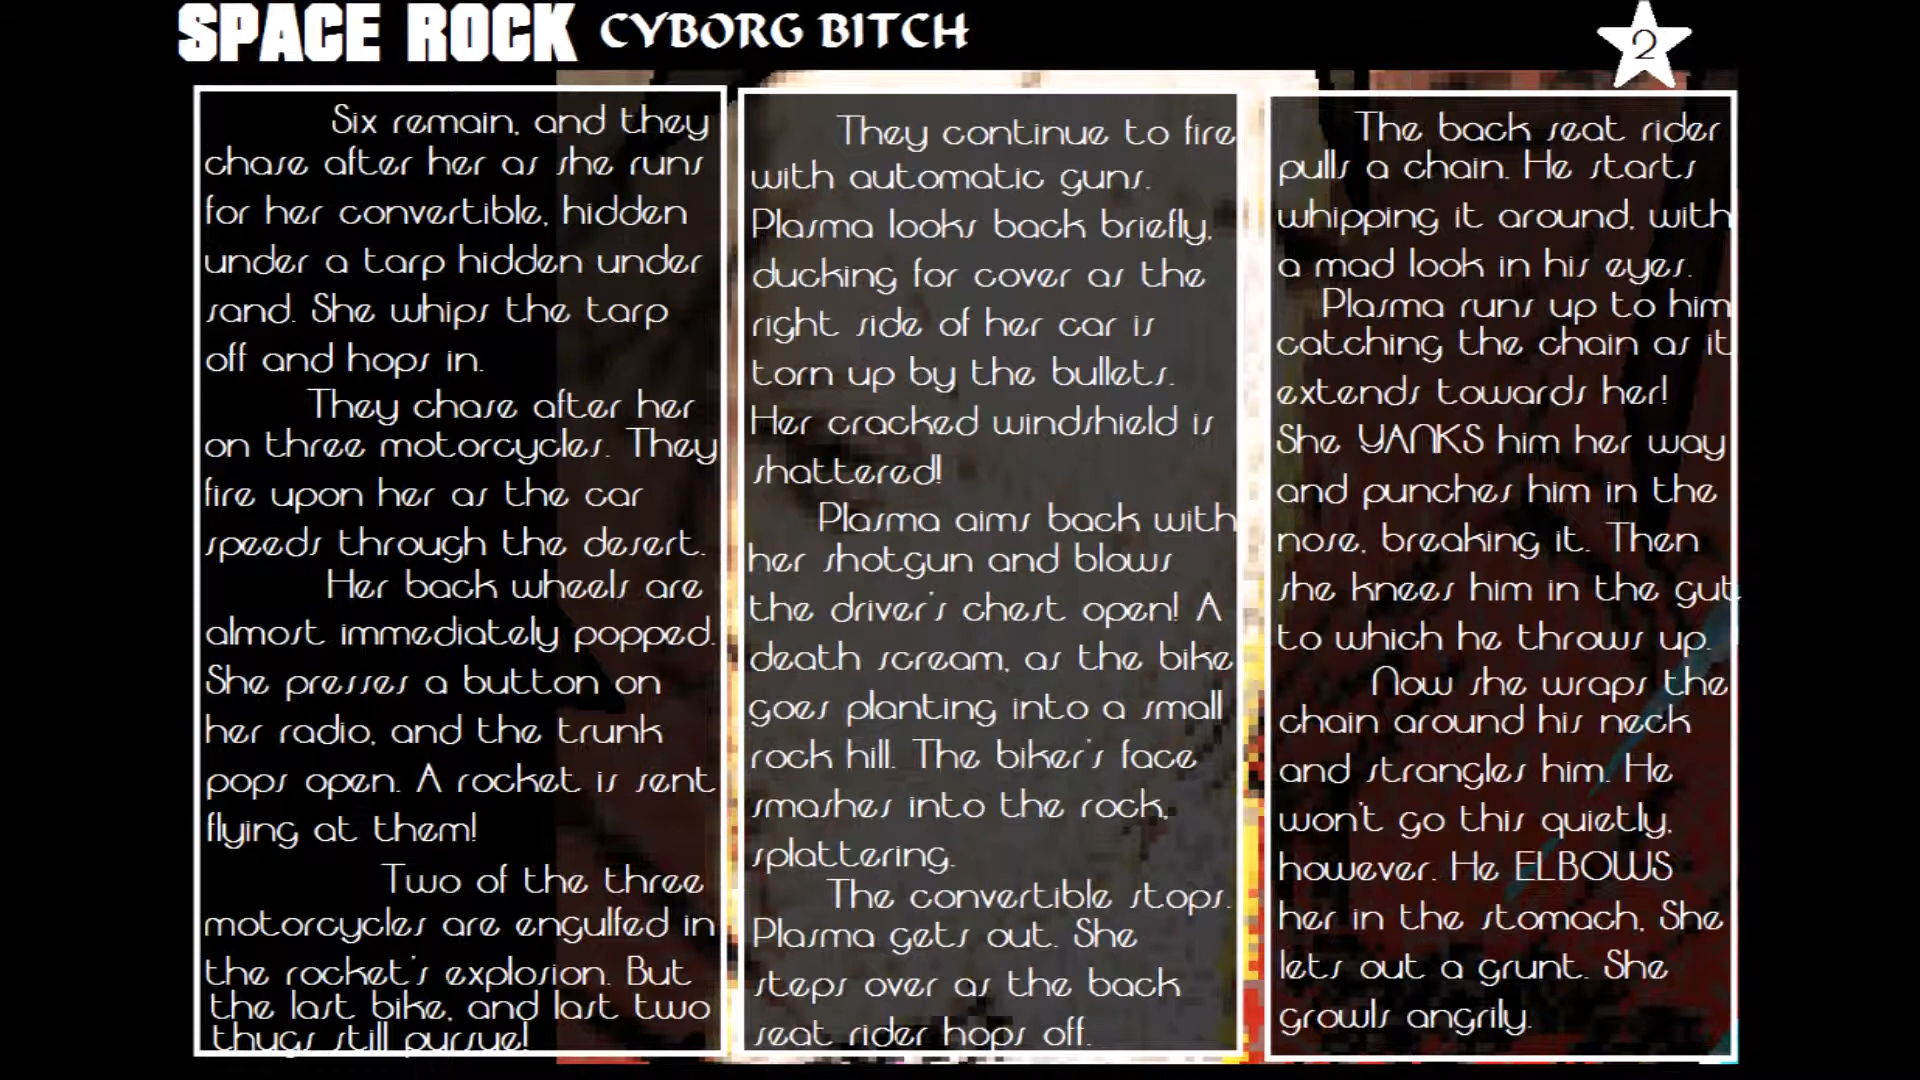 SPACE ROCK CYBORG BITCH
2
Six remain, and they
chase after her as she runs
for her convertible, hidden
under a tarp hidden under
sand. She whips the tarp
off and hops in.
They chase after her
on three motorcycles. They
fire upon her as the car
speeds through the desert.
Her back wheels are
almost immediately popped.
She presses a button on
her radio, and the trunk
pops open. A rocket is sent
flying at them!
Two of the three
motorcycles are engulfed in
the rocket's explosion. But
the last bike, and last two
thugs still pursue!
They continue to fire
with automatic guns.
Plasma looks back briefly,
ducking for cover as the
right side of her car is
torn up by the bullets.
Her cracked windshield is
shattered!
Plasma aims back with
her shotgun and blows
the driver's chest open! A
death scream, as the bike
goes planting into a small
rock hill. The biker's face
smashes into the rock,
splattering.
The convertible stops.
Plasma gets out. She
steps over as the back
seat rider hops off.
The back seat rider
pulls a chain. He starts
whipping it around, with
a mad look in his eyes.
Plasma runs up to him
catching the chain as it
extends towards her!
She YANKS him her way
and punches him in the
nose, breaking it. Then
she knees him in the gut
to which he throws up.
Now she wraps the
chain around his neck
and strangles him. He
won't go this quietly,
however. He ELBOWS
her in the stomach, She
lets out a grunt. She
growls angrily.